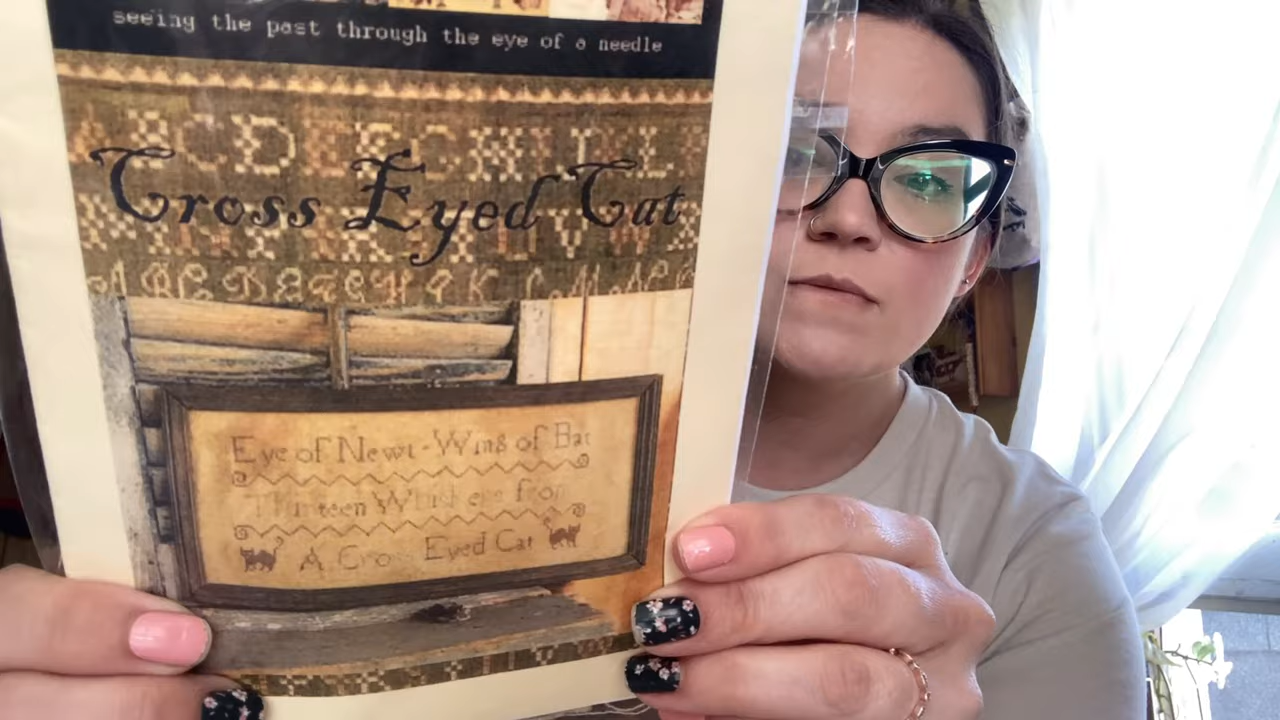 seeing the past through the eye of a needle
Cross Eyed Cat
Eye of Newt - Wing of Bat
Thirteen Whiskers from
A Cross Eyed Cat